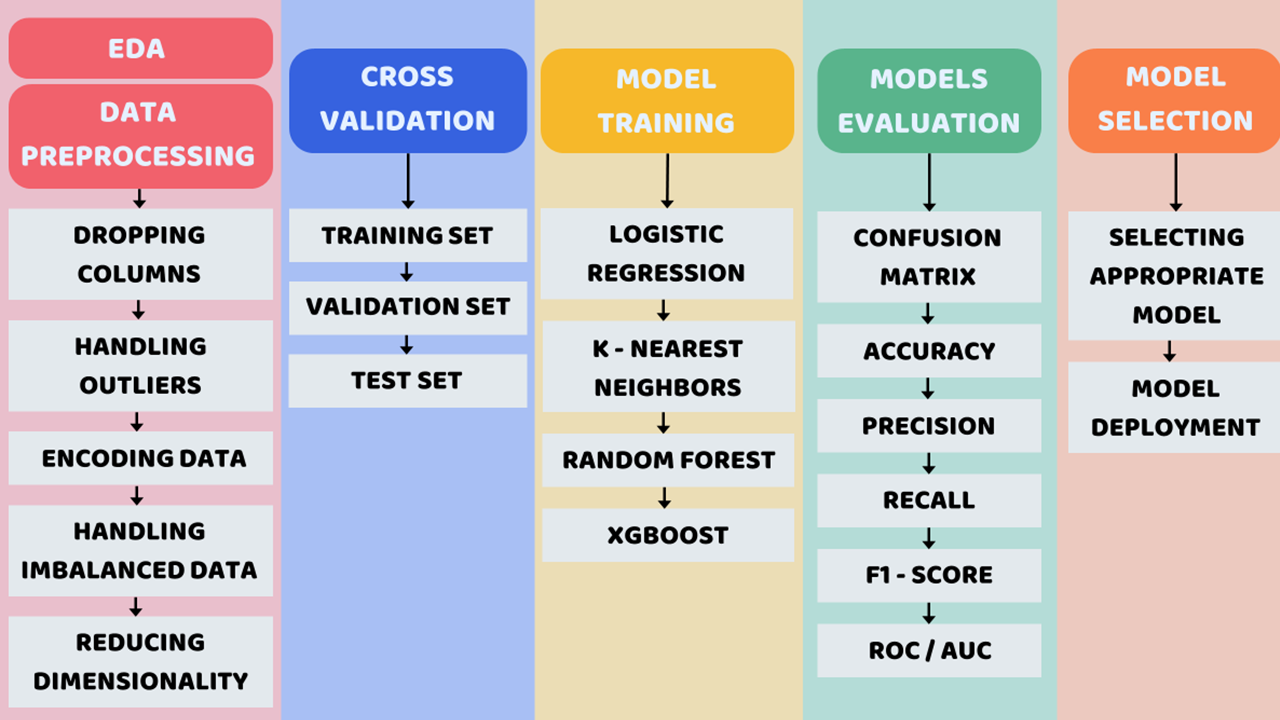 EDA
DATA
PREPROCESSING
DROPPING
COLUMNS
HANDLING
OUTLIERS
ENCODING DATA
HANDLING
IMBALANCED DATA
REDUCING
DIMENSIONALITY
CROSS
VALIDATION
TRAINING SET
VALIDATION SET
TEST SET
MODEL
TRAINING
LOGISTIC
REGRESSION
K - NEAREST
NEIGHBORS
RANDOM FOREST
XGBOOST
MODELS
EVALUATION
CONFUSION
MATRIX
ACCURACY
PRECISION
RECALL
F1 - SCORE
ROC / AUC
MODEL
SELECTION
SELECTING
APPROPRIATE
MODEL
MODEL
DEPLOYMENT